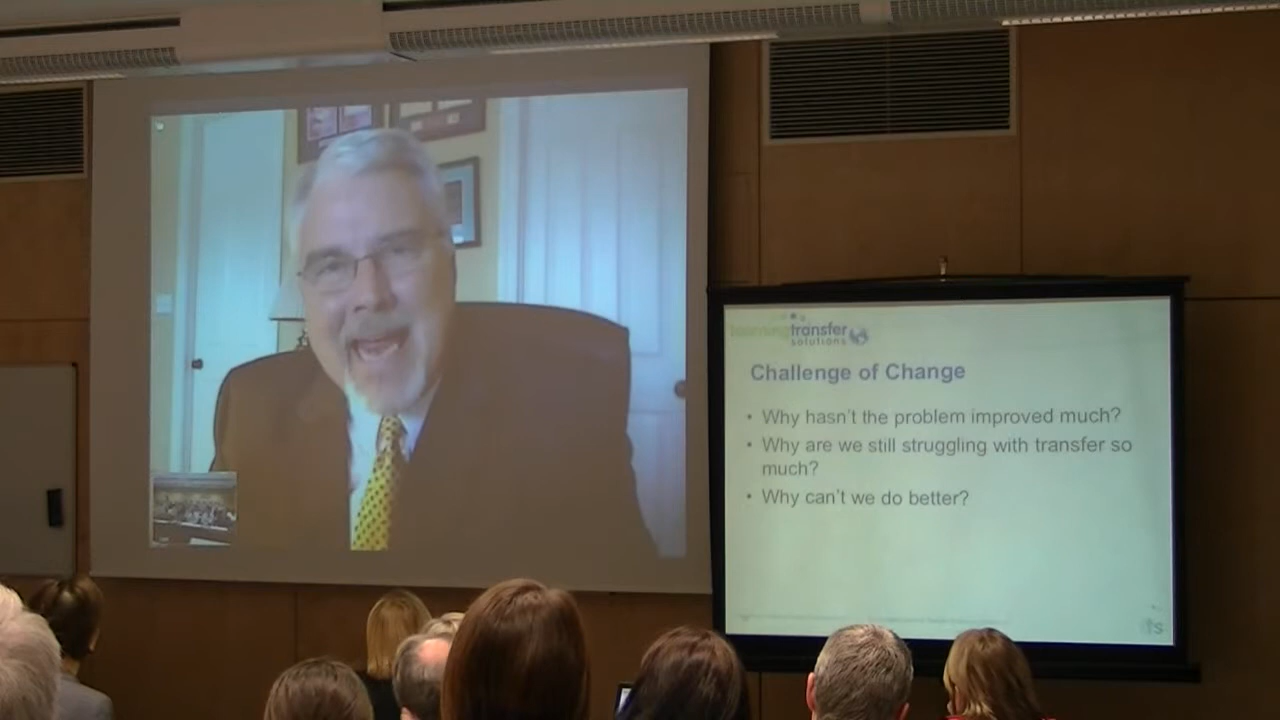 learningtransfer
solutions
Challenge of Change
• Why hasn't the problem improved much?
• Why are we still struggling with transfer so
much?
• Why can't we do better?